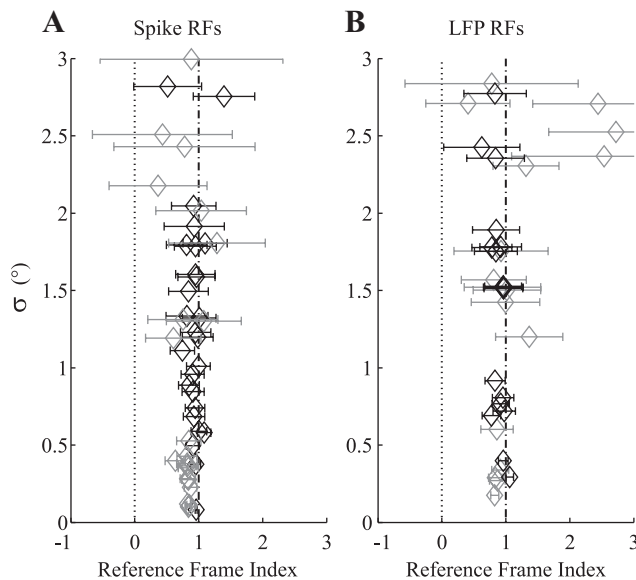 A
Spike RFs
B
LFP RFs
3
2.5
2
1.5
1
0.5
0
σ (°)
-1 0 1 2 3
Reference Frame Index
3
2.5
2
1.5
1
0.5
0
-1 0 1 2 3
Reference Frame Index